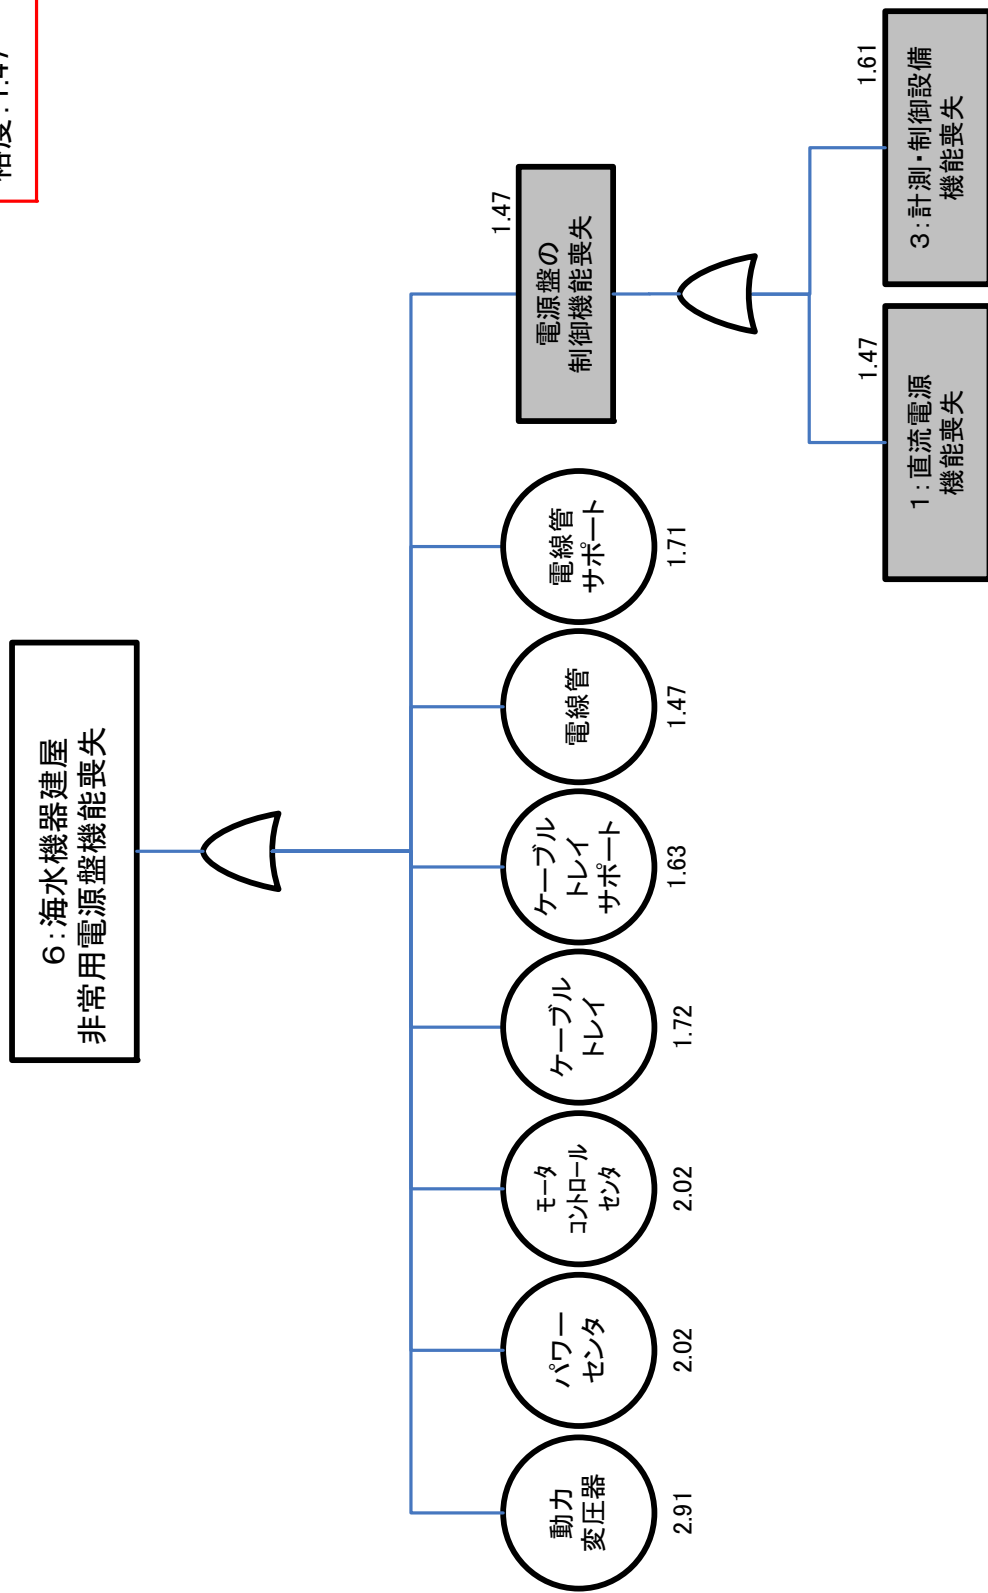 裕度：1.47
6：海水機器建屋
非常用電源盤機能喪失
動力
変圧器
2.91
パワー
センタ
2.02
モータ
コントロール
センタ
2.02
ケーブル
トレイ
1.72
ケーブル
トレイ
サポート
1.63
電線管
1.47
電線管
サポート
1.71
電源盤の
制御機能喪失
1.47
1：直流電源
機能喪失
1.47
3：計測・制御設備
機能喪失
1.61